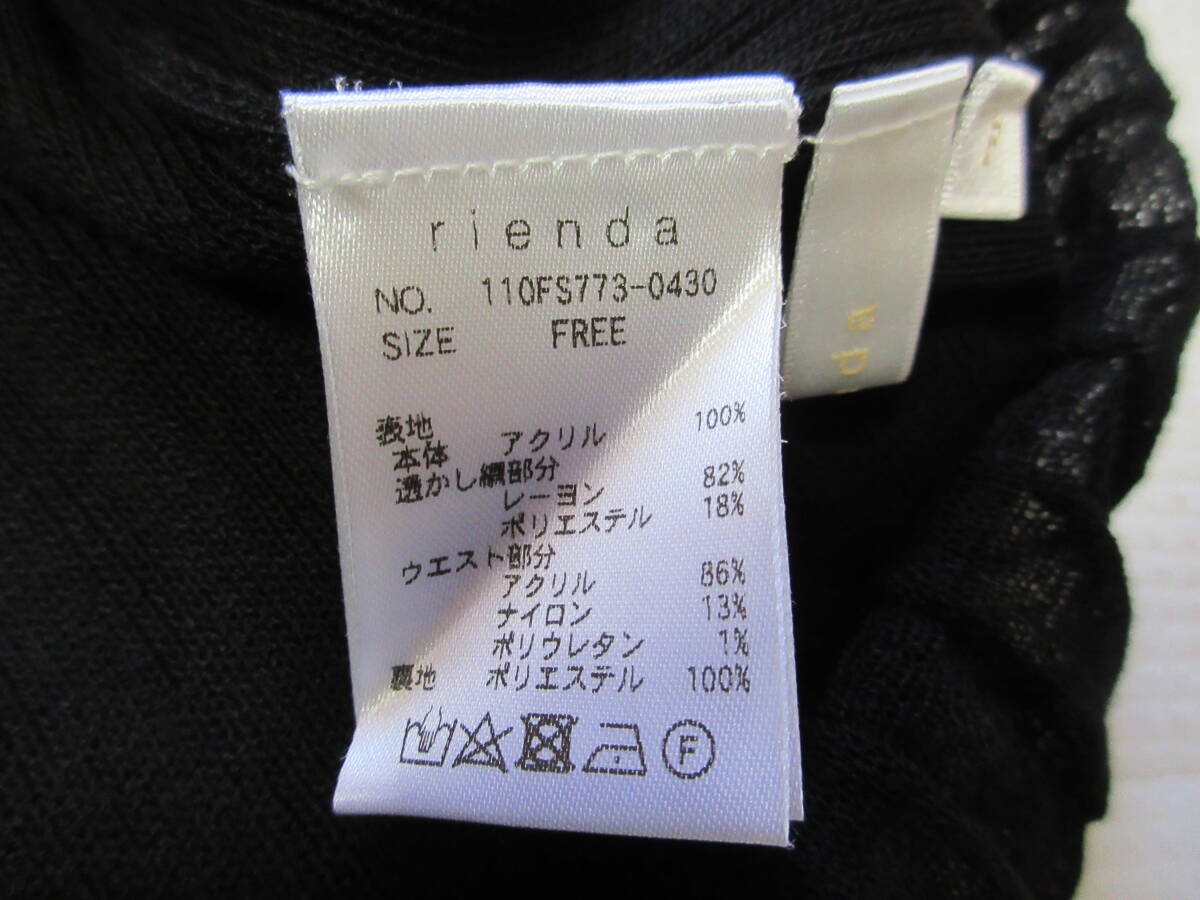 rienda
NO. 110FS773-0430
SIZE FREE
表地
本体 アクリル 100%
透かし編部分
レーヨン 82%
ポリエステル 18%
ウエスト部分
アクリル 86%
ナイロン 13%
ポリウレタン 1%
裏地 ポリエステル 100%
F
da